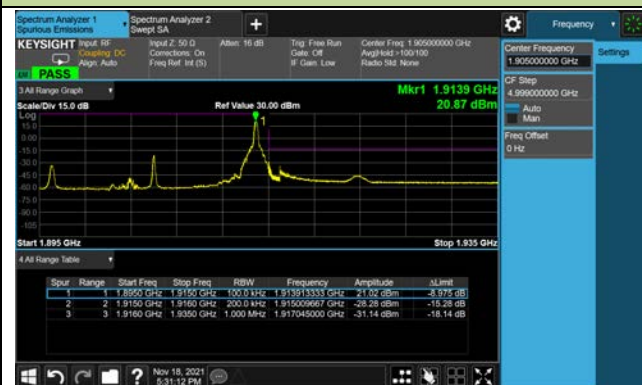 Spectrum Analyzer 1
Spurious Emissions
Spectrum Analyzer 2
Swept SA
+
Frequency
KEYSIGHT
Input: RF
Coupling: DC
Align: Auto
Input Z: 50 Ω
Corrections: On
Freq Ref: Int (S)
Atten: 16 dB
Trig: Free Run
Gate: Off
IF Gain: Low
Center Freq: 1.905000000 GHz
Avg|Hold:>100/100
Radio Std: None
PASS
Center Frequency
1.905000000 GHz
Settings
CF Step
4.999000000 GHz
Auto
Man
Freq Offset
0 Hz
3 All Range Graph
Mkr1 1.9139 GHz
Scale/Div 15.0 dB
Ref Value 30.00 dBm
20.87 dBm
Log
15.0
0.00
-15.0
-30.0
-45.0
-60.0
-75.0
-90.0
-105
1
Start 1.895 GHz
Stop 1.935 GHz
4 All Range Table
Spur Range Start Freq Stop Freq RBW Frequency Amplitude ΔLimit
1 1 1.8950 GHz 1.9150 GHz 100.0 kHz 1.913913333 GHz 21.02 dBm -8.975 dB
2 2 1.9150 GHz 1.9160 GHz 200.0 kHz 1.915009667 GHz -28.28 dBm -15.28 dB
3 3 1.9160 GHz 1.9350 GHz 1.000 MHz 1.917045000 GHz -31.14 dBm -18.14 dB
?
Nov 18, 2021
5:31:12 PM